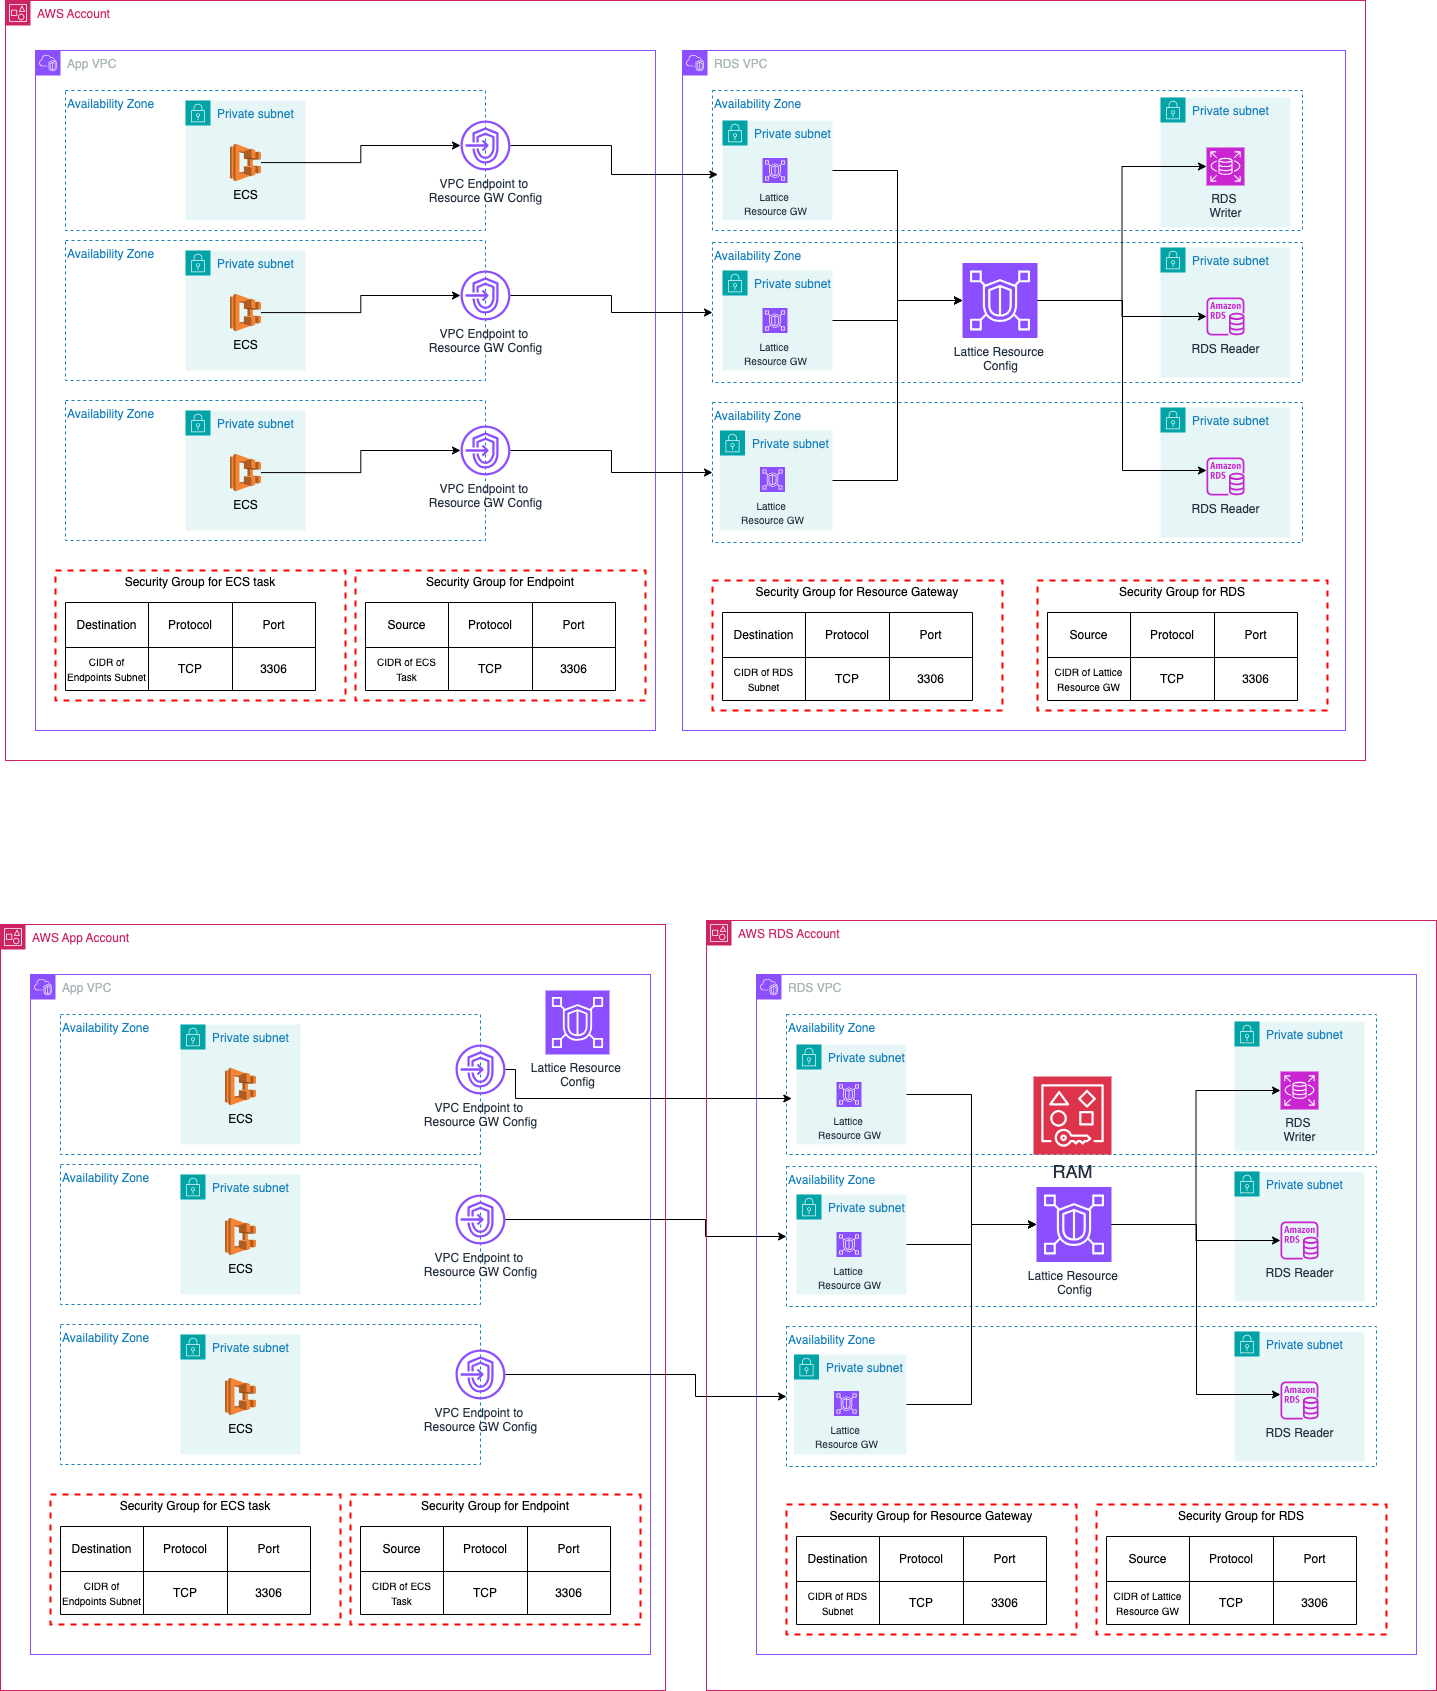 AWS Account
App VPC
Availability Zone
Private subnet
ECS
VPC Endpoint to
Resource GW Config
Availability Zone
Private subnet
ECS
VPC Endpoint to
Resource GW Config
Availability Zone
Private subnet
ECS
VPC Endpoint to
Resource GW Config
Security Group for ECS task
Destination Protocol Port
CIDR of
Endpoints Subnet
TCP 3306
Security Group for Endpoint
Source Protocol Port
CIDR of ECS
Task
TCP 3306
RDS VPC
Availability Zone
Private subnet
Lattice
Resource GW
Private subnet
RDS
Writer
Availability Zone
Private subnet
Lattice
Resource GW
Lattice Resource
Config
Private subnet
Amazon
RDS
RDS Reader
Availability Zone
Private subnet
Lattice
Resource GW
Private subnet
Amazon
RDS
RDS Reader
Security Group for Resource Gateway
Destination Protocol Port
CIDR of RDS
Subnet
TCP 3306
Security Group for RDS
Source Protocol Port
CIDR of Lattice
Resource GW
TCP 3306
AWS App Account
App VPC
Availability Zone
Private subnet
ECS
VPC Endpoint to
Resource GW Config
Lattice Resource
Config
Availability Zone
Private subnet
ECS
VPC Endpoint to
Resource GW Config
Availability Zone
Private subnet
ECS
VPC Endpoint to
Resource GW Config
Security Group for ECS task
Destination Protocol Port
CIDR of
Endpoints Subnet
TCP 3306
Security Group for Endpoint
Source Protocol Port
CIDR of ECS
Task
TCP 3306
AWS RDS Account
RDS VPC
Availability Zone
Private subnet
Lattice
Resource GW
RAM
Private subnet
RDS
Writer
Availability Zone
Private subnet
Lattice
Resource GW
Lattice Resource
Config
Private subnet
Amazon
RDS
RDS Reader
Availability Zone
Private subnet
Lattice
Resource GW
Private subnet
Amazon
RDS
RDS Reader
Security Group for Resource Gateway
Destination Protocol Port
CIDR of RDS
Subnet
TCP 3306
Security Group for RDS
Source Protocol Port
CIDR of Lattice
Resource GW
TCP 3306